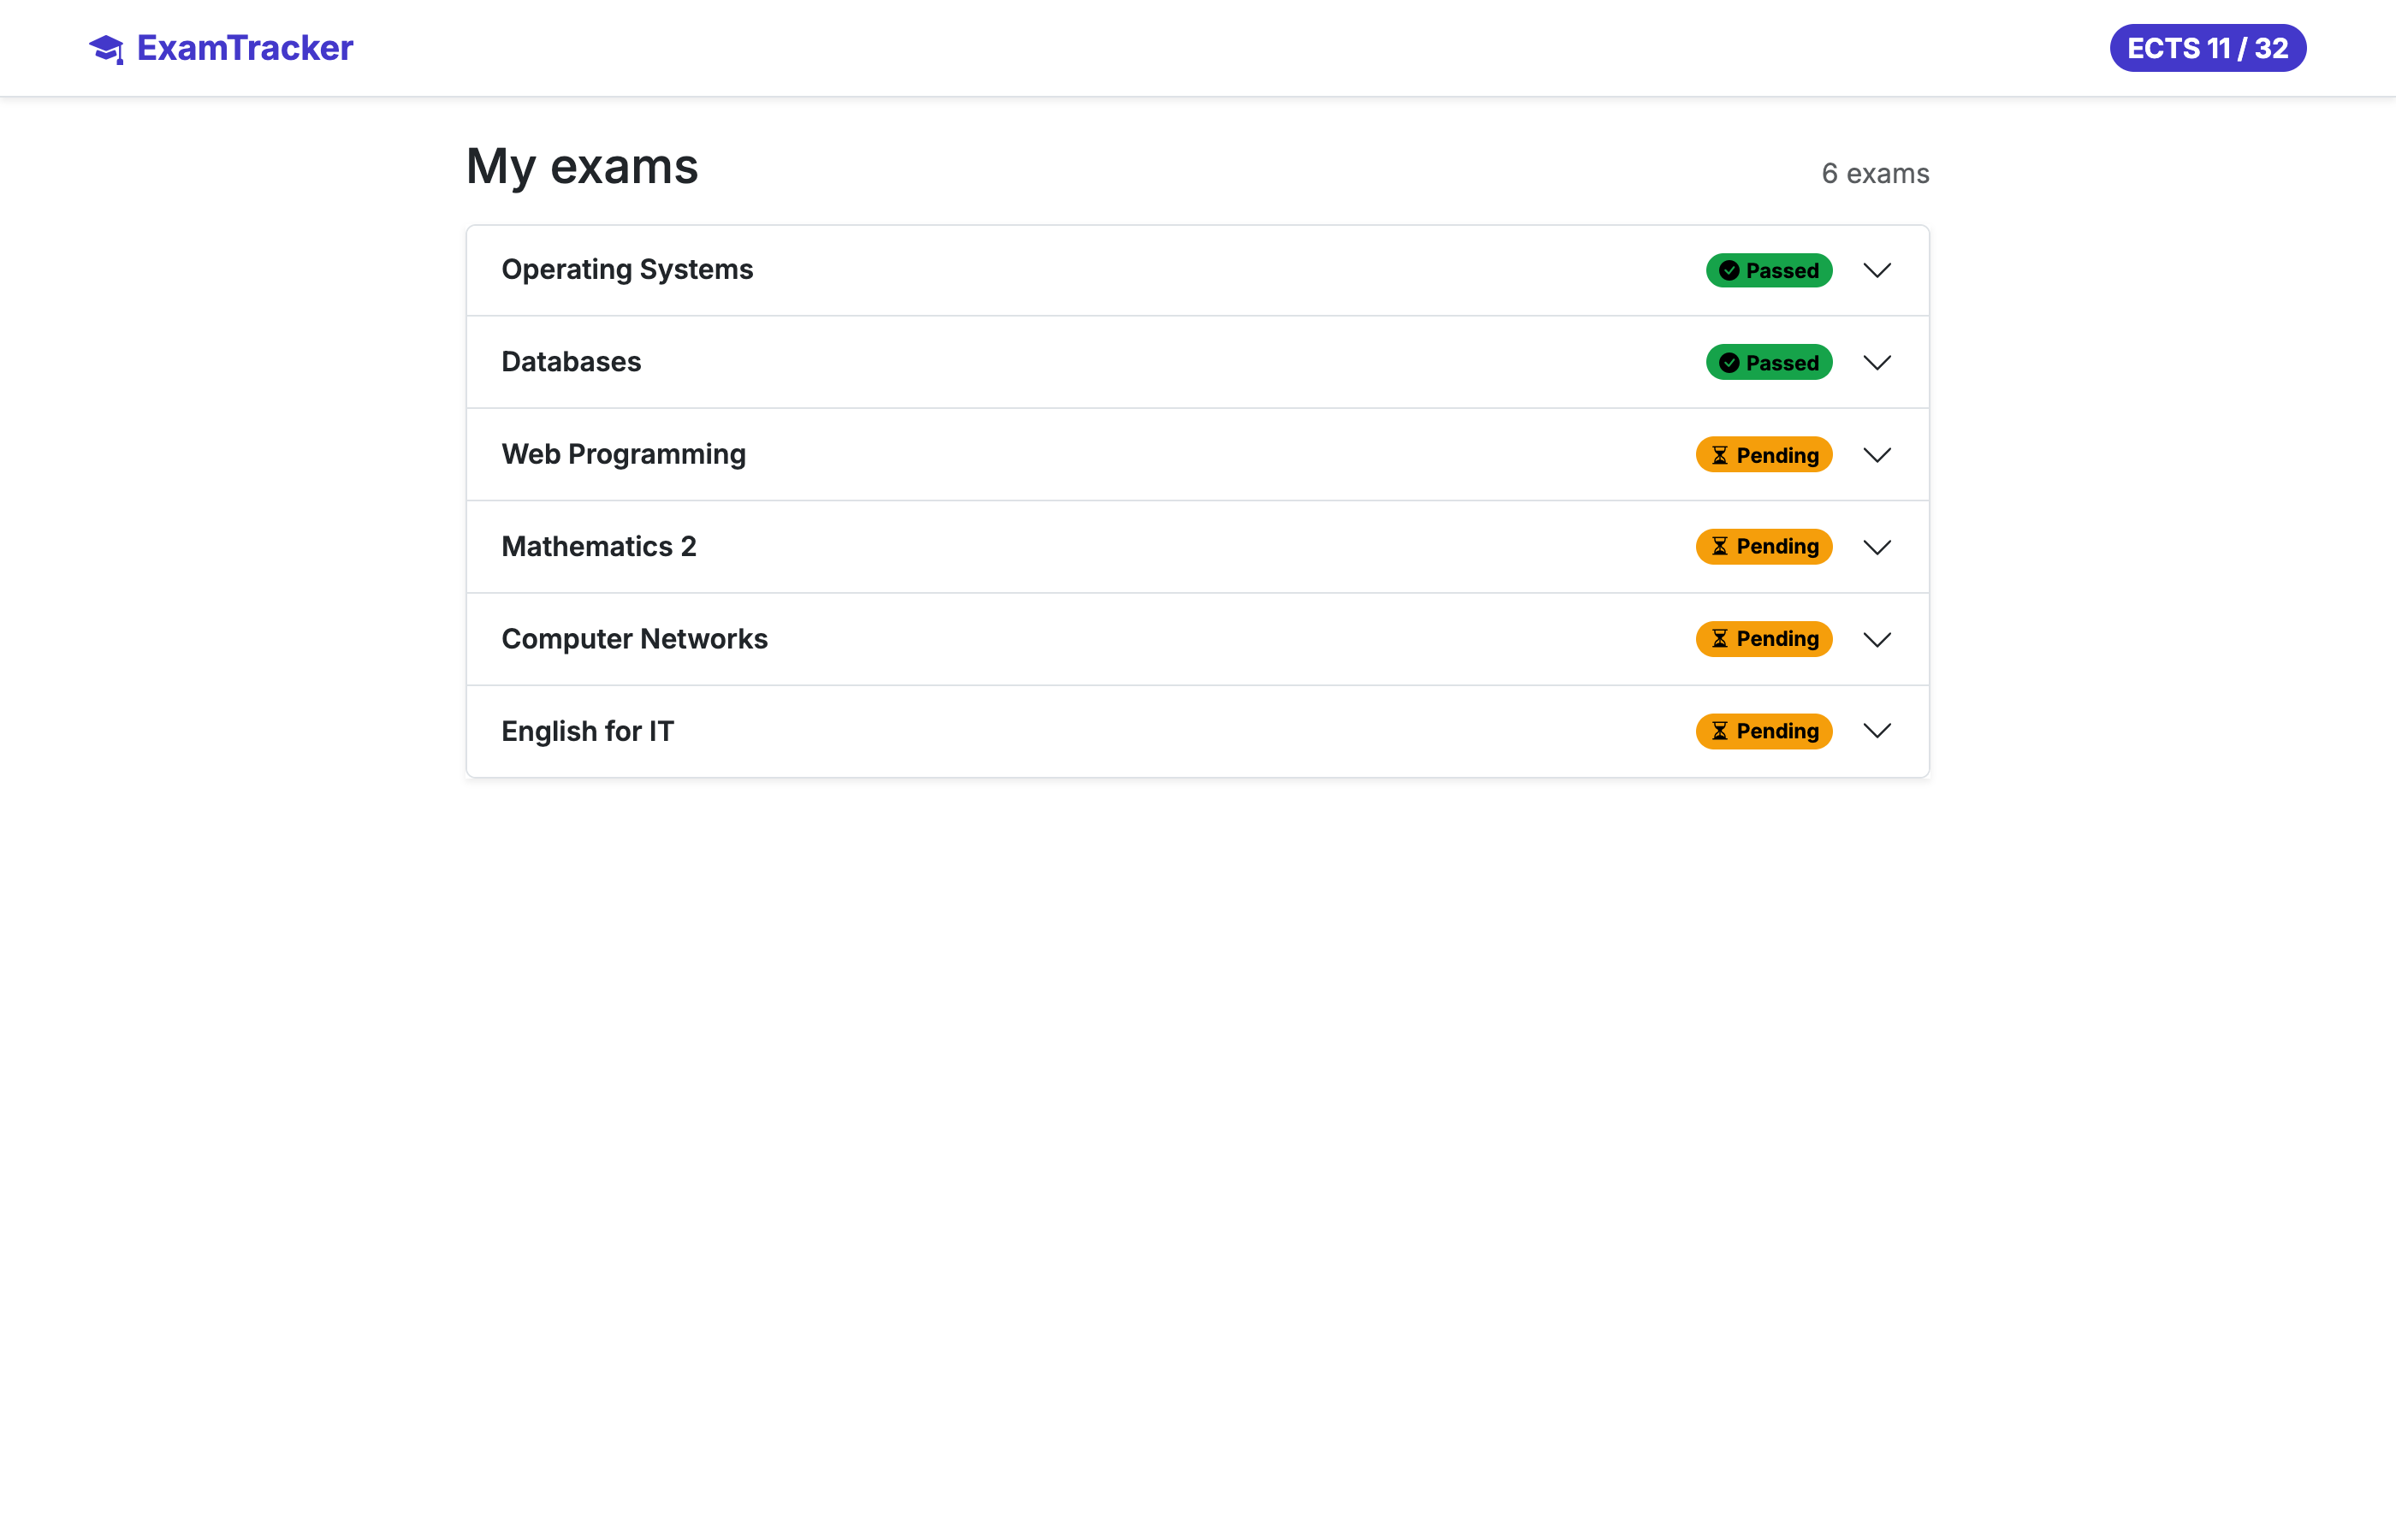 ExamTracker
ECTS 11 / 32
My exams
6 exams
Operating Systems
Passed
Databases
Passed
Web Programming
Pending
Mathematics 2
Pending
Computer Networks
Pending
English for IT
Pending